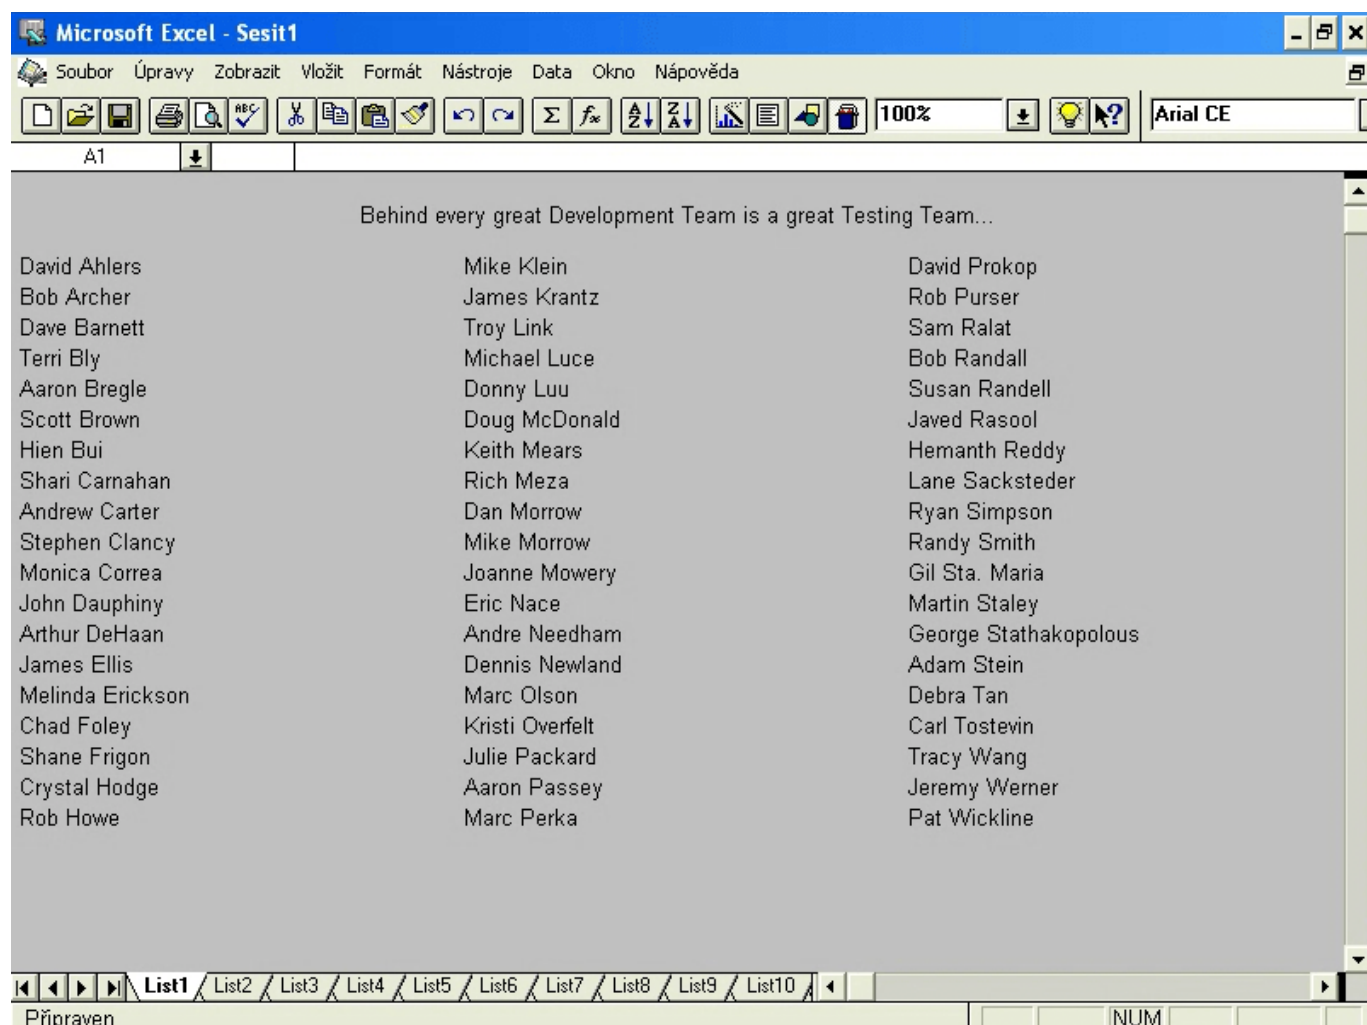 Microsoft Excel - Sesit1
Soubor Úpravy Zobrazit Vložit Formát Nástroje Data Okno Nápověda
ABC Σ fx A Z Z A 100% ? Arial CE
A1
Behind every great Development Team is a great Testing Team...
David Ahlers Mike Klein David Prokop
Bob Archer James Krantz Rob Purser
Dave Barnett Troy Link Sam Ralat
Terri Bly Michael Luce Bob Randall
Aaron Bregle Donny Luu Susan Randell
Scott Brown Doug McDonald Javed Rasool
Hien Bui Keith Mears Hemanth Reddy
Shari Carnahan Rich Meza Lane Sacksteder
Andrew Carter Dan Morrow Ryan Simpson
Stephen Clancy Mike Morrow Randy Smith
Monica Correa Joanne Mowery Gil Sta. Maria
John Dauphiny Eric Nace Martin Staley
Arthur DeHaan Andre Needham George Stathakopolous
James Ellis Dennis Newland Adam Stein
Melinda Erickson Marc Olson Debra Tan
Chad Foley Kristi Overfelt Carl Tostevin
Shane Frigon Julie Packard Tracy Wang
Crystal Hodge Aaron Passey Jeremy Werner
Rob Howe Marc Perka Pat Wickline
List1 List2 List3 List4 List5 List6 List7 List8 List9 List10
Připraven NUM